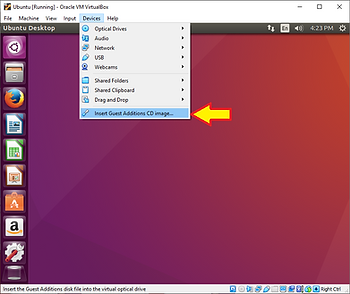 Ubuntu [Running] - Oracle VM VirtualBox
File Machine View Input Devices Help
Ubuntu Desktop
En
4:23 PM
Optical Drives
Audio
Network
USB
Webcams
Shared Folders
Shared Clipboard
Drag and Drop
Insert Guest Additions CD image...
Insert the Guest Additions disk file into the virtual optical drive
Right Ctrl